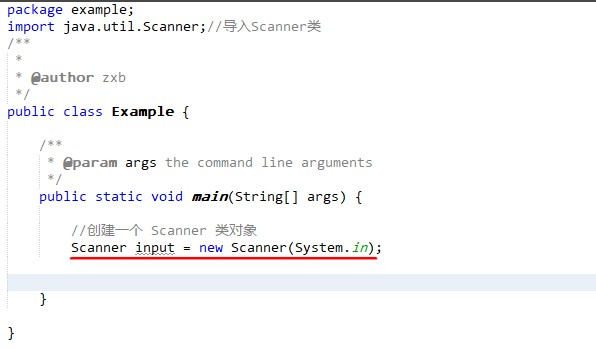 package example;
import java.util.Scanner;//导入Scanner类
/**
 *
 * @author zxb
 */
public class Example {
    /**
     * @param args the command line arguments
     */
    public static void main(String[] args) {
        //创建一个 Scanner 类对象
        Scanner input = new Scanner(System.in);
    }
}